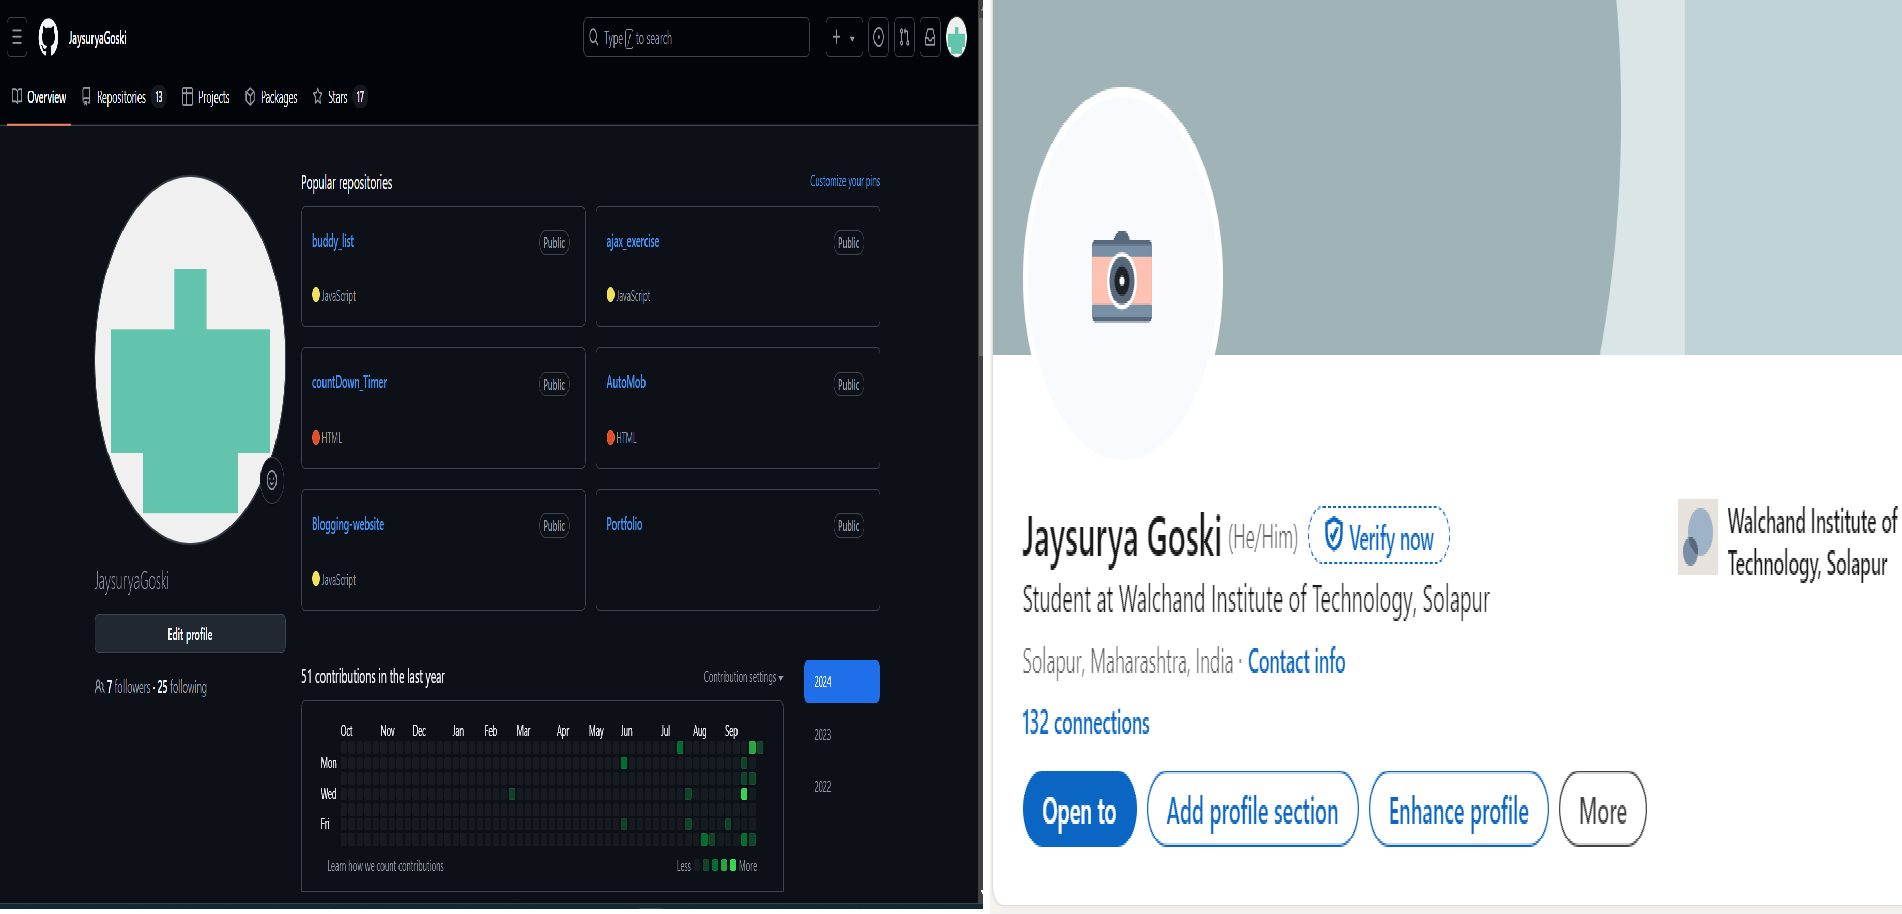 JaysuryaGoski
Type / to search
Overview Repositories 13 Projects Packages Stars 17
Popular repositories
Customize your pins
buddy_list Public
JavaScript
ajax_exercise Public
JavaScript
countDown_Timer Public
HTML
AutoMob Public
HTML
Blogging-website Public
JavaScript
Portfolio Public
JaysuryaGoski
Edit profile
7 followers · 25 following
51 contributions in the last year
Contribution settings
2024
2023
2022
Oct Nov Dec Jan Feb Mar Apr May Jun Jul Aug Sep
Mon
Wed
Fri
Learn how we count contributions
Less More
Jaysurya Goski (He/Him) Verify now
Student at Walchand Institute of Technology, Solapur
Solapur, Maharashtra, India · Contact info
132 connections
Open to Add profile section Enhance profile More
Walchand Institute of
Technology, Solapur